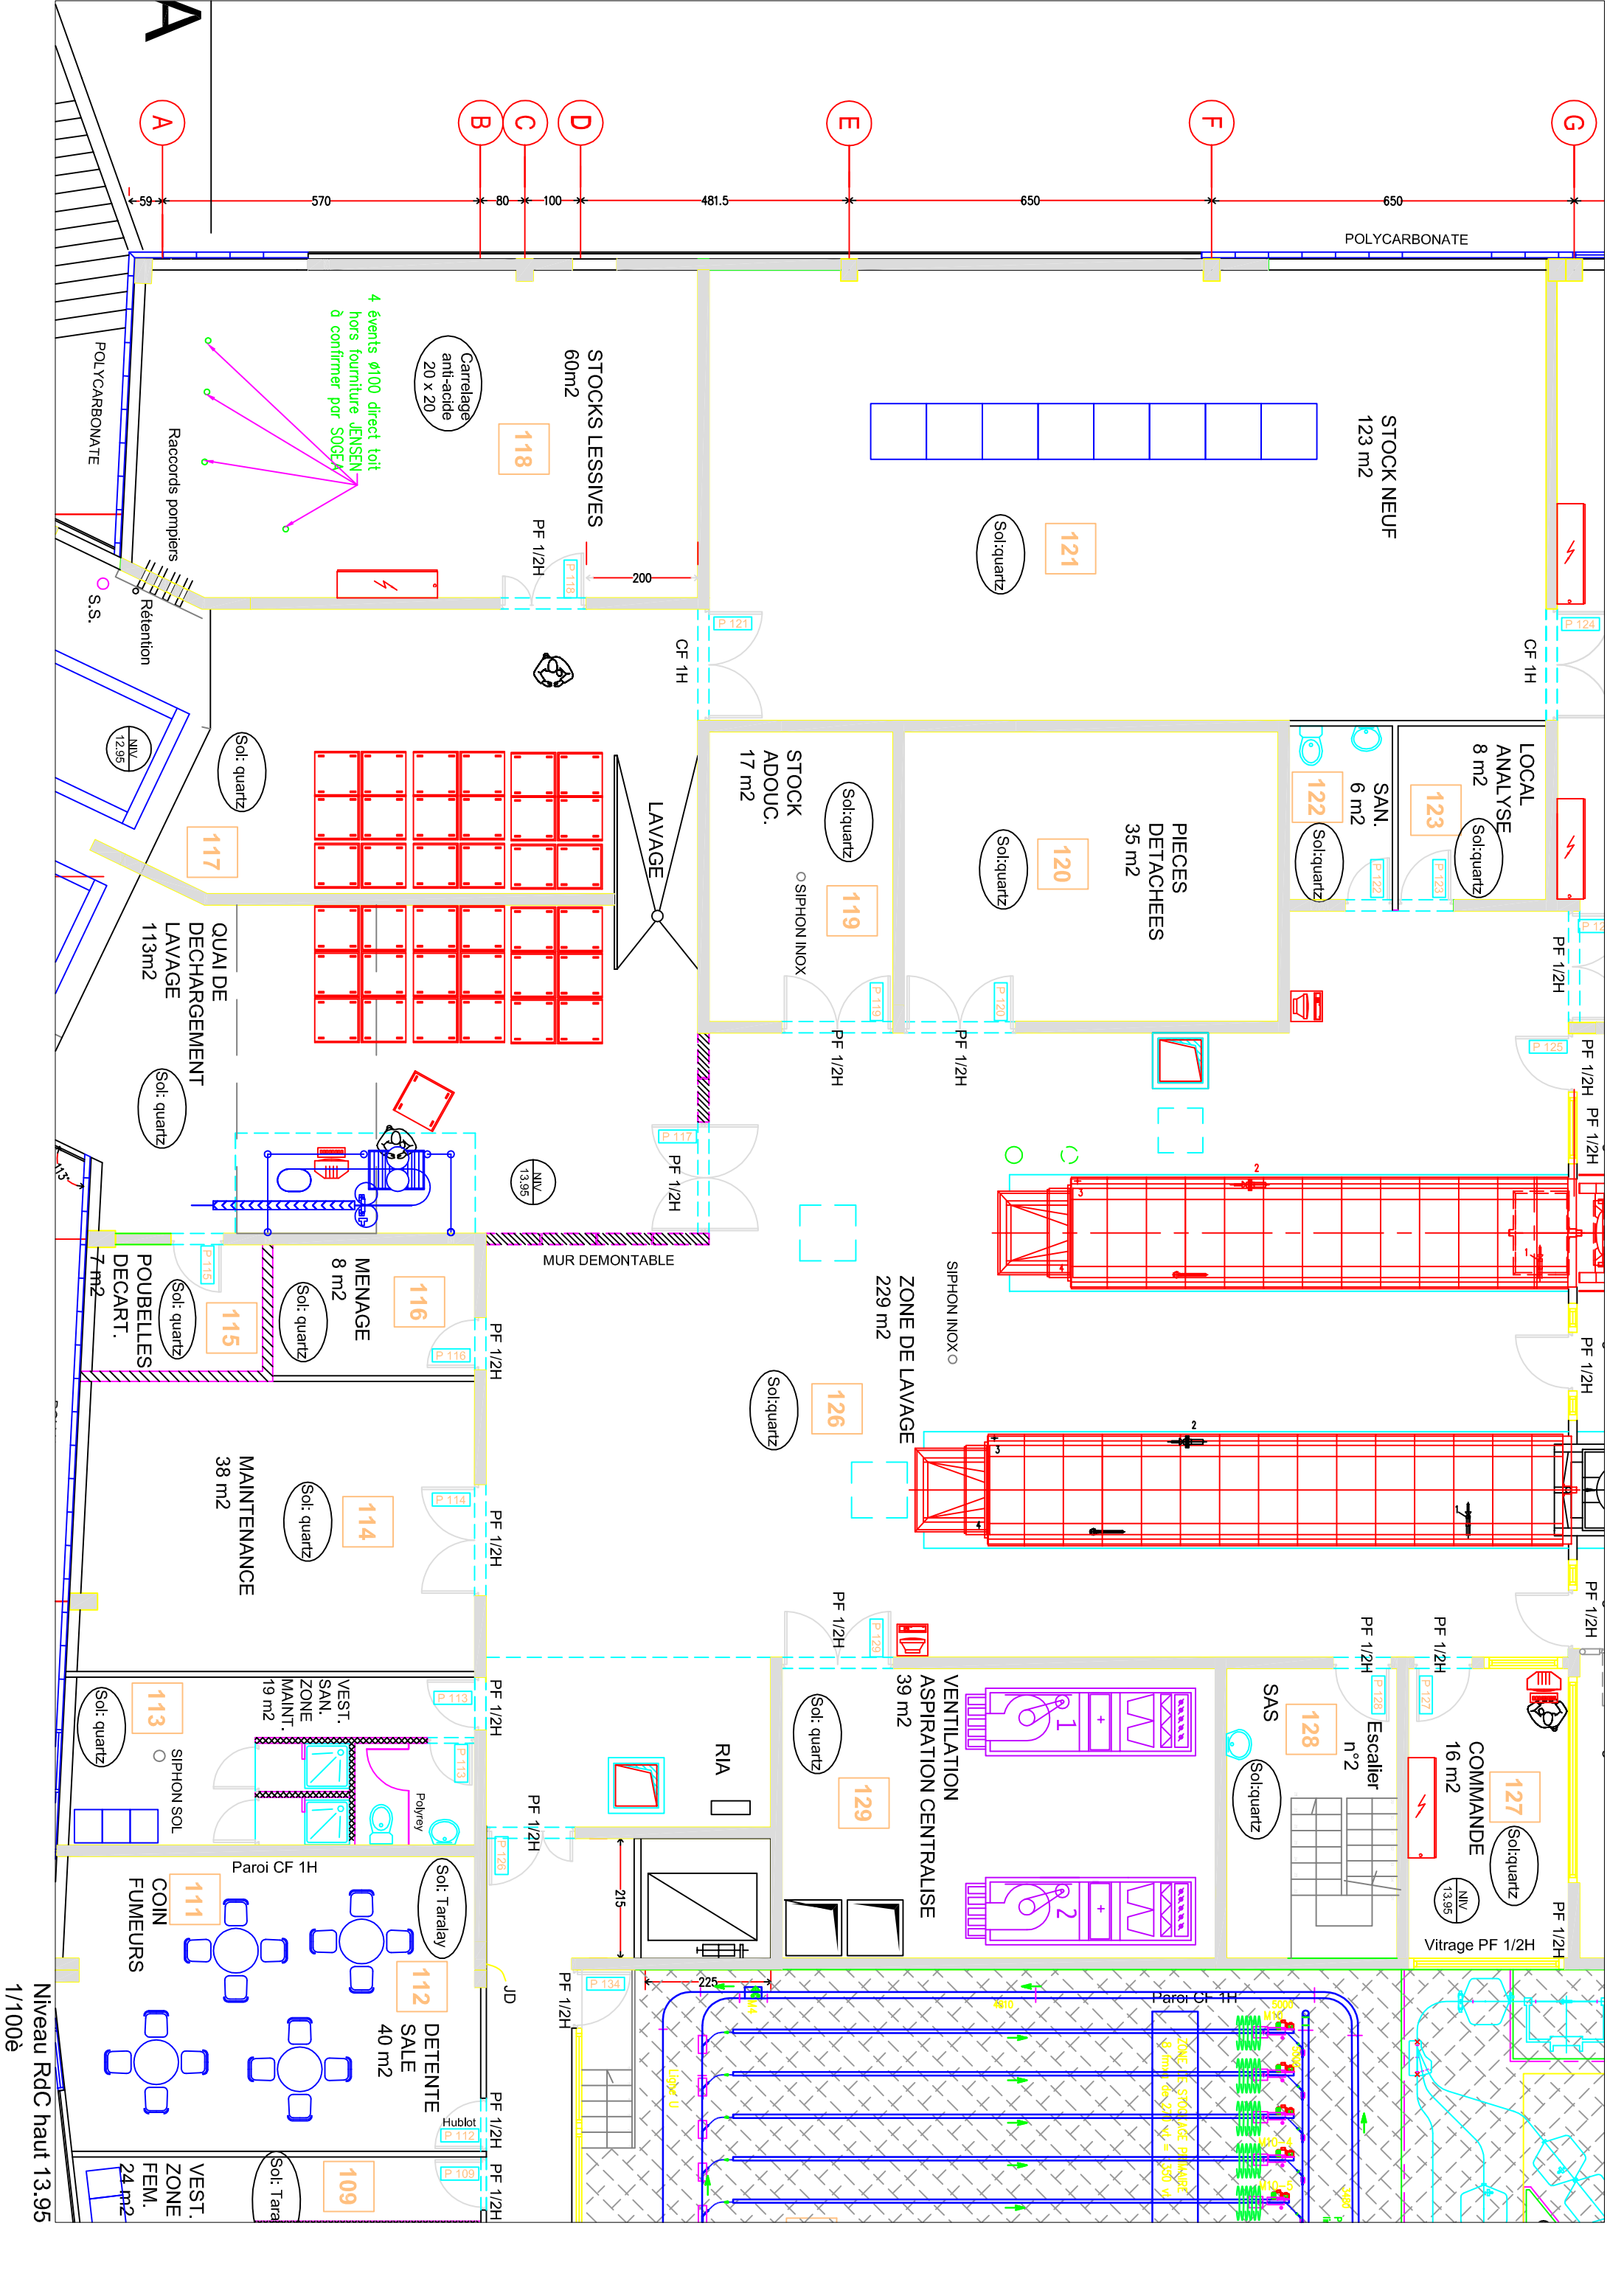 A
A
B
C
D
E
F
G
59
570
80
100
481.5
650
650
POLYCARBONATE
POLYCARBONATE
4 évents ø100 direct toit
hors fourniture JENSEN
à confirmer par SOGEA
Carrelage
anti-acide
20 x 20
STOCKS LESSIVES
60m2
118
Raccords pompiers
PF 1/2H
P 118
200
STOCK NEUF
123 m2
121
Sol:quartz
P 121
CF 1H
P 124
CF 1H
S.S.
Rétention
NIV
12.95
Sol: quartz
117
QUAI DE
DECHARGEMENT
LAVAGE
113m2
Sol: quartz
LAVAGE
STOCK
ADOUC.
17 m2
Sol:quartz
119
SIPHON INOX
P 119
PF 1/2H
PIECES
DETACHEES
35 m2
120
Sol:quartz
P 120
PF 1/2H
SAN.
6 m2
122
Sol:quartz
P 122
LOCAL
ANALYSE
8 m2
123
Sol:quartz
P 123
PF 1/2H
P 125
PF 1/2H
PF 1/2H
P 117
PF 1/2H
NIV
13.95
MUR DEMONTABLE
113°
POUBELLES
DECART.
7 m2
115
Sol: quartz
P 115
MENAGE
8 m2
116
Sol: quartz
P 116
PF 1/2H
ZONE DE LAVAGE
229 m2
126
Sol:quartz
SIPHON INOX
2
3
4
1
2
3
4
1
PF 1/2H
PF 1/2H
MAINTENANCE
38 m2
114
Sol: quartz
P 114
PF 1/2H
VEST.
SAN.
ZONE
MAINT.
19 m2
113
Sol: quartz
SIPHON SOL
P 113
P 113
PF 1/2H
Polyrey
Paroi CF 1H
RIA
PF 1/2H
P 126
215
225
VENTILATION
ASPIRATION CENTRALISE
39 m2
129
Sol: quartz
P 129
PF 1/2H
1
2
SAS
128
Escalier
n°2
Sol:quartz
P 128
PF 1/2H
COMMANDE
16 m2
127
Sol:quartz
P 127
PF 1/2H
NIV
13.95
Vitrage PF 1/2H
PF 1/2H
COIN
FUMEURS
111
Sol: Taralay
112
DETENTE
SALE
40 m2
JD
P 134
PF 1/2H
Hublot
P 112
PF 1/2H
VEST.
ZONE
FEM.
24 m2
109
P 109
PF 1/2H
Paroi CF 1H
Niveau RdC haut 13.95
1/100è